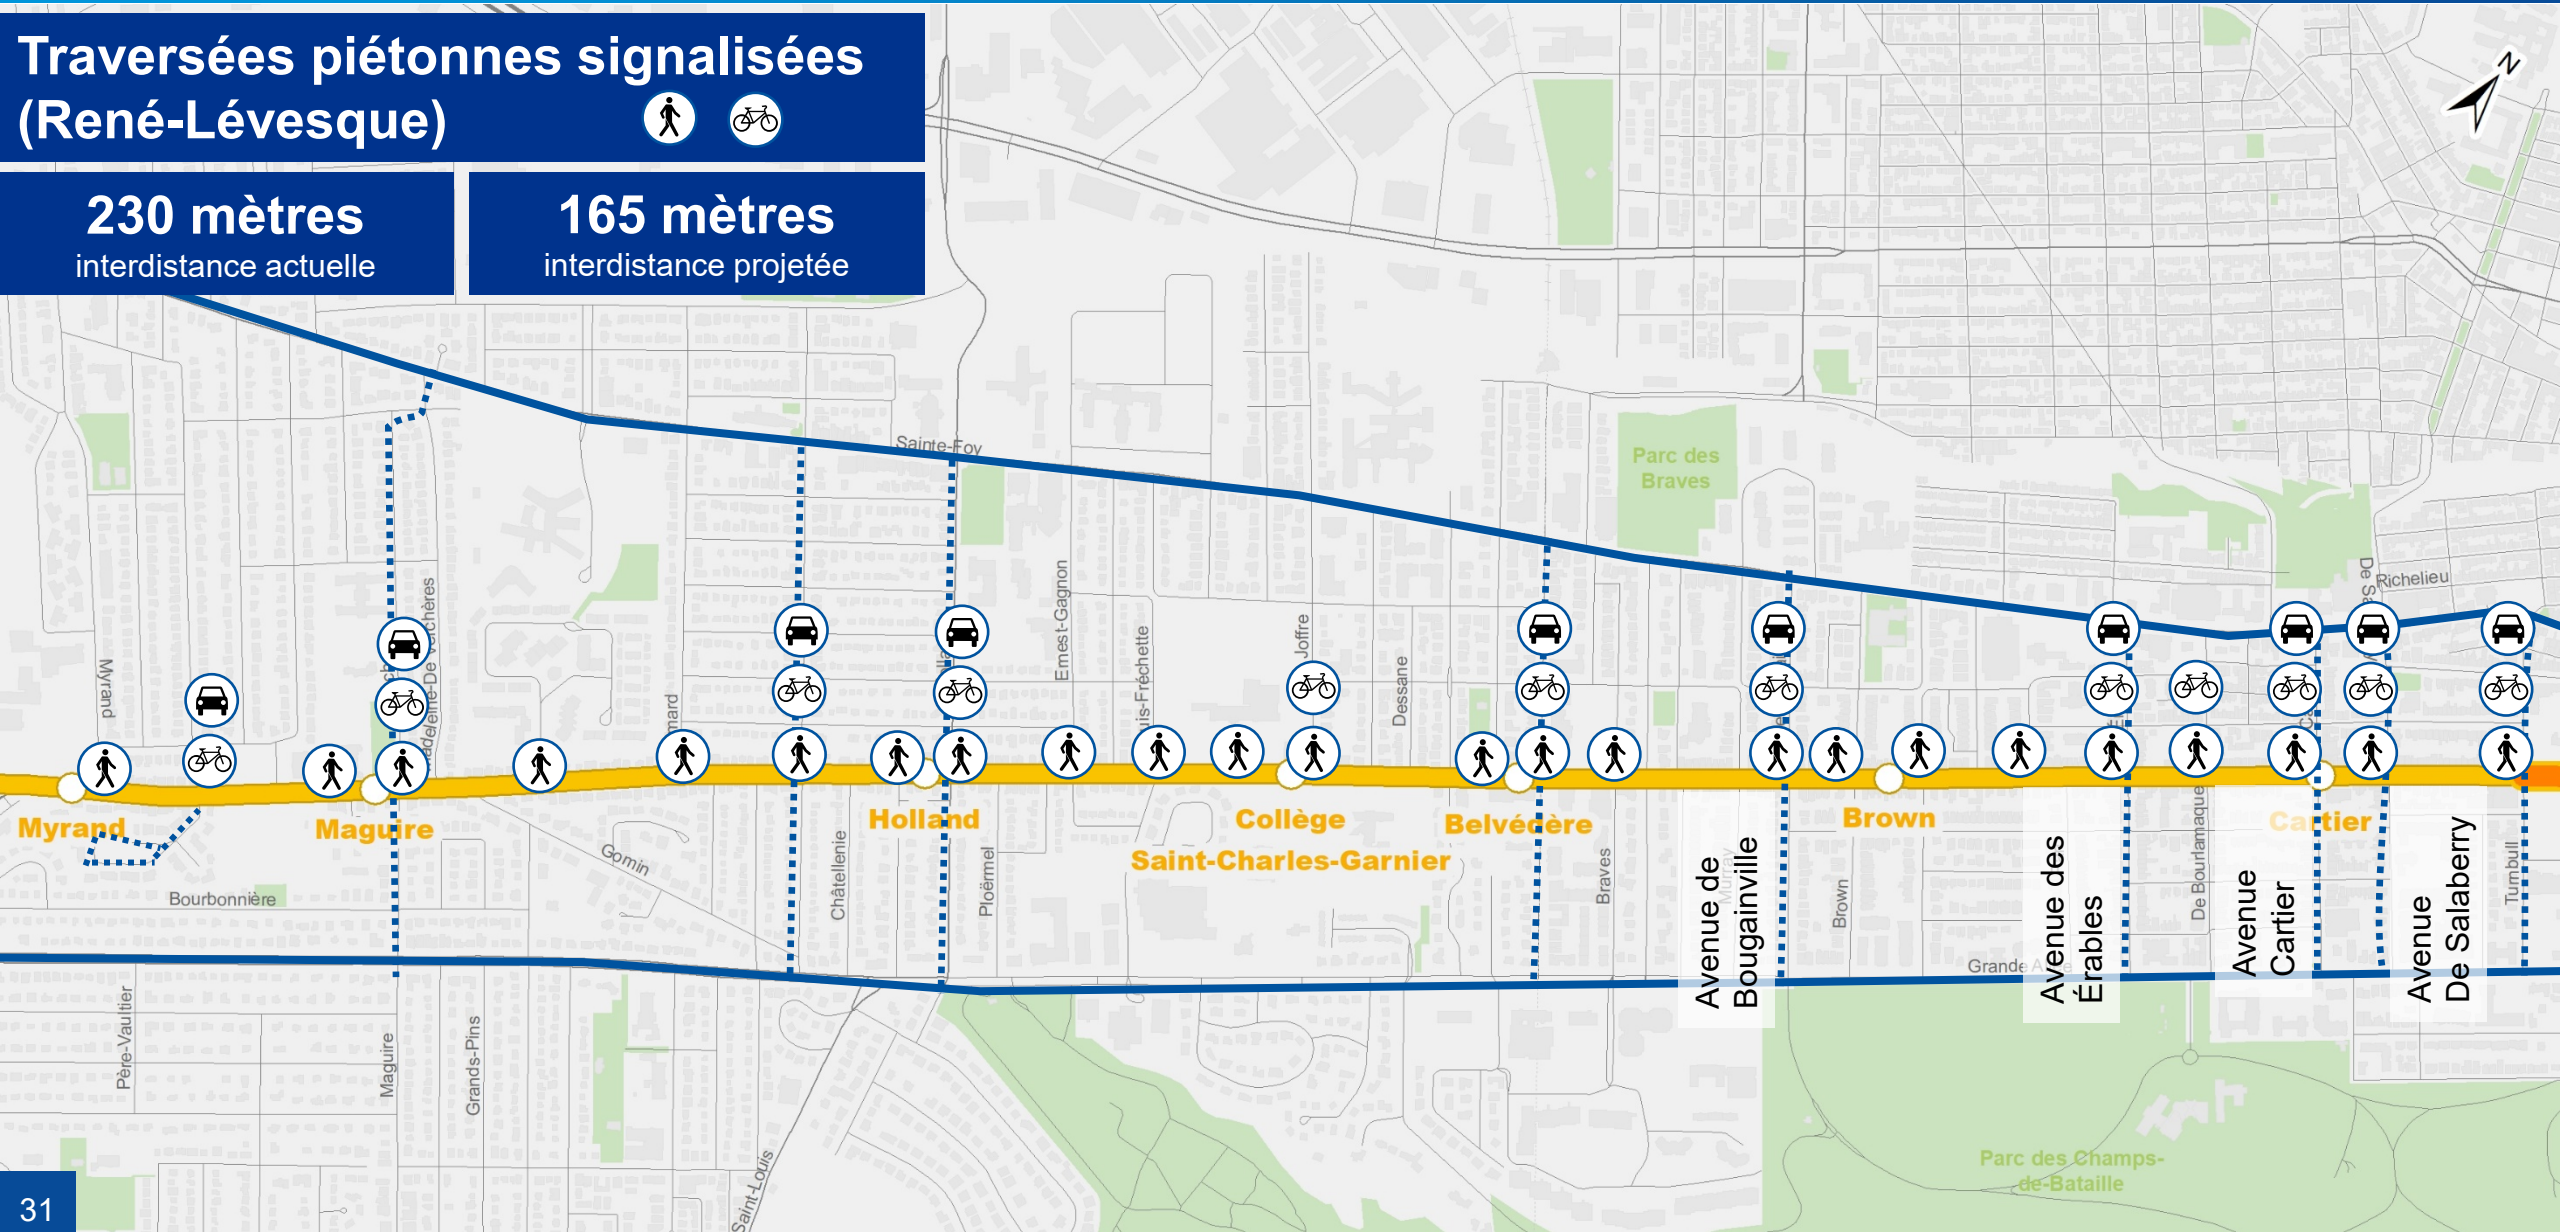 Traversées piétonnes signalisées
(René-Lévesque)
230 mètres
interdistance actuelle
165 mètres
interdistance projetée
N
Sainte-Foy
Parc des
Braves
Richelieu
Myrand
Ernest-Gagnon
Joffre
Dessane
Myrand
Maguire
Holland
Collège
Saint-Charles-Garnier
Belvédère
Brown
Cartier
Bourbonnière
Gomin
Châtellenie
Ploërmel
Braves
Murray
Avenue de
Bougainville
Brown
Avenue des
Érables
De Bourlamaque
Avenue
Cartier
Avenue
De Salaberry
Turnbull
Grande A
Père-Vaultier
Maguire
Grands-Pins
Saint-Louis
Parc des Champs-
de-Bataille
31